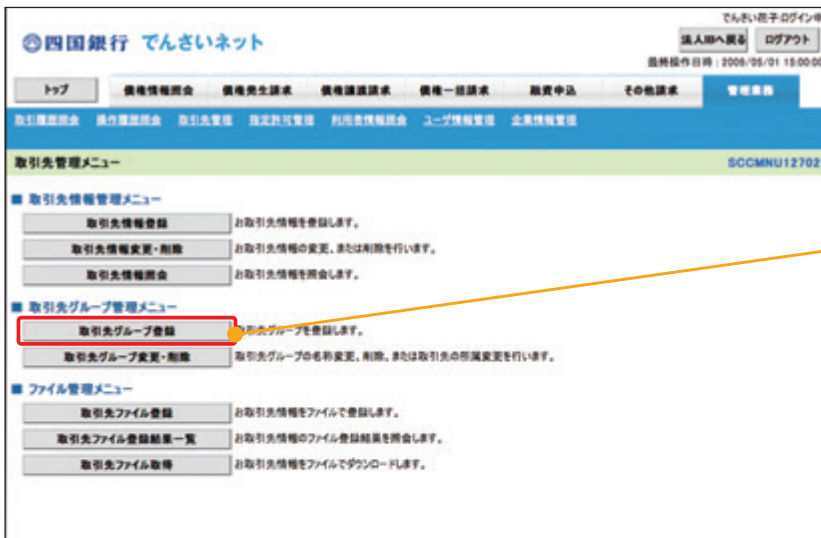 でんさい花子:ログイン中
四国銀行 でんさいネット
法人IBへ戻る ログアウト
最終操作日時:2008/05/01 15:00:00
トップ 債権情報照会 債権発生請求 債権譲渡請求 債権一括請求 融資申込 その他請求 管理業務
取引履歴照会 操作履歴照会 取引先管理 指定許可管理 利用者情報照会 ユーザ情報管理 企業情報管理
取引先管理メニュー SCCMNU12702
■ 取引先情報管理メニュー
取引先情報登録 お取引先情報を登録します。
取引先情報変更・削除 お取引先情報の変更、または削除を行います。
取引先情報照会 お取引先情報を照会します。
■ 取引先グループ管理メニュー
取引先グループ登録 取引先グループを登録します。
取引先グループ変更・削除 取引先グループの名称変更、削除、または取引先の所属変更を行います。
■ ファイル管理メニュー
取引先ファイル登録 お取引先情報をファイルで登録します。
取引先ファイル登録結果一覧 お取引先情報のファイル登録結果を照会します。
取引先ファイル取得 お取引先情報をファイルでダウンロードします。